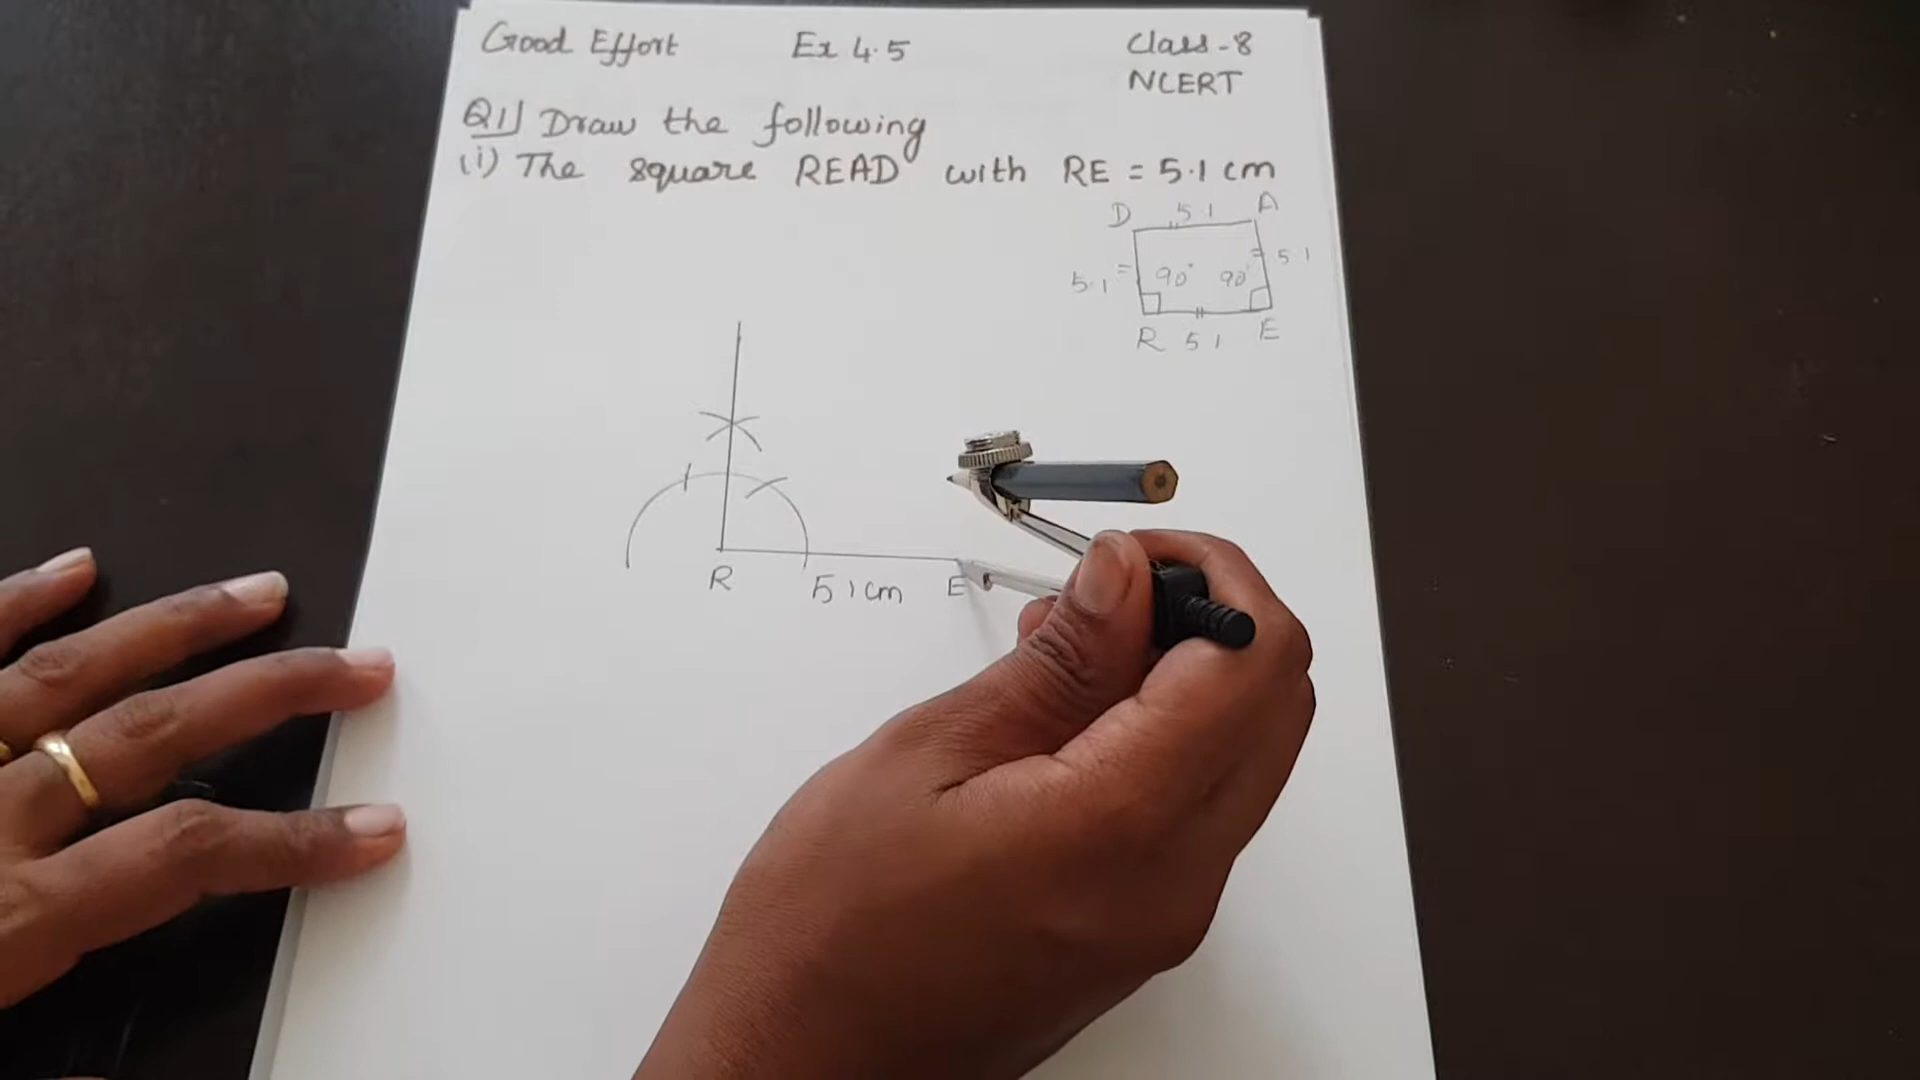 Good Effort Ex 4.5 Class-8
NCERT
Q1] Draw the following
(i) The square READ with RE = 5.1 cm
D 5.1 A
5.1 90° 90° 5.1
R 5.1 E
R 5.1cm E